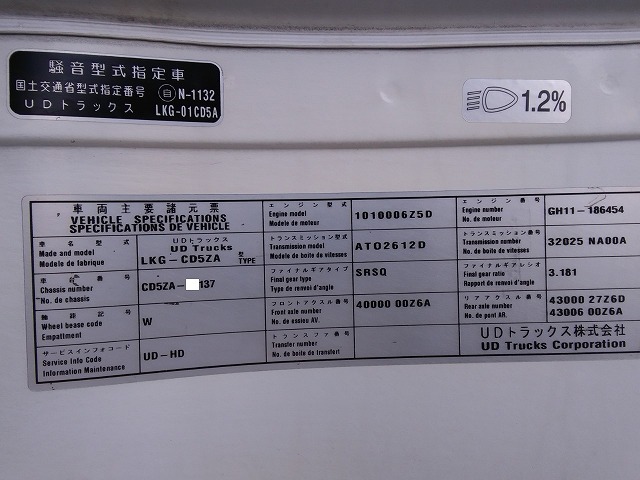 騒音型式指定車
国土交通省型式指定番号 自 N-1132
UDトラックス LKG-01CD5A
1.2%
車両主要諸元票
VEHICLE SPECIFICATIONS
SPECIFICATIONS DE VEHICLE
車名型式
Made and model
Modele de fabrique
UDトラックス
UD Trucks
LKG-CD5ZA 型 TYPE
車台番号
Chassis number
No. de chassis
CD5ZA- 137
軸距記号
Wheel base code
Empattment
W
サービスインフォコード
Service Info Code
Information Maintenance
UD-HD
エンジン型式
Engine model
Modele de moteur
1010006Z5D
トランスミッション型式
Transmission model
Modele de boite de vitesses
ATO2612D
ファイナルギアタイプ
Final gear type
Type de renvoi d'angle
SRSQ
フロントアクスル番号
Front axle number
No. de essieu AV.
40000 00Z6A
トランスファ番号
Transfer number
No. de boite de transfert
エンジン番号
Engine number
No. de moteur
GH11-186454
トランスミッション番号
Transmission number
No. de boite de vitesses
32025 NA00A
ファイナルギアレシオ
Final gear ratio
Rapport de renvoi d'angle
3.181
リアアクスル番号
Rear axle number
No. de pont AR.
43000 27Z6D
43006 00Z6A
UDトラックス株式会社
UD Trucks Corporation